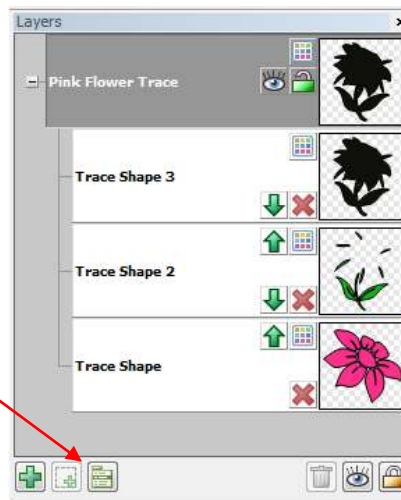 Layers
Pink Flower Trace
Trace Shape 3
Trace Shape 2
Trace Shape